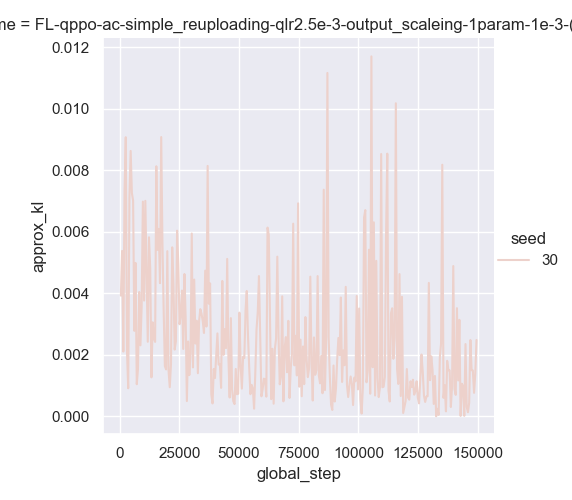 me = FL-qppo-ac-simple_reuploading-qlr2.5e-3-output_scaleing-1param-1e-3-(
0.012
0.010
0.008
0.006
0.004
0.002
0.000
approx_kl
0 25000 50000 75000 100000 125000 150000
global_step
seed
30